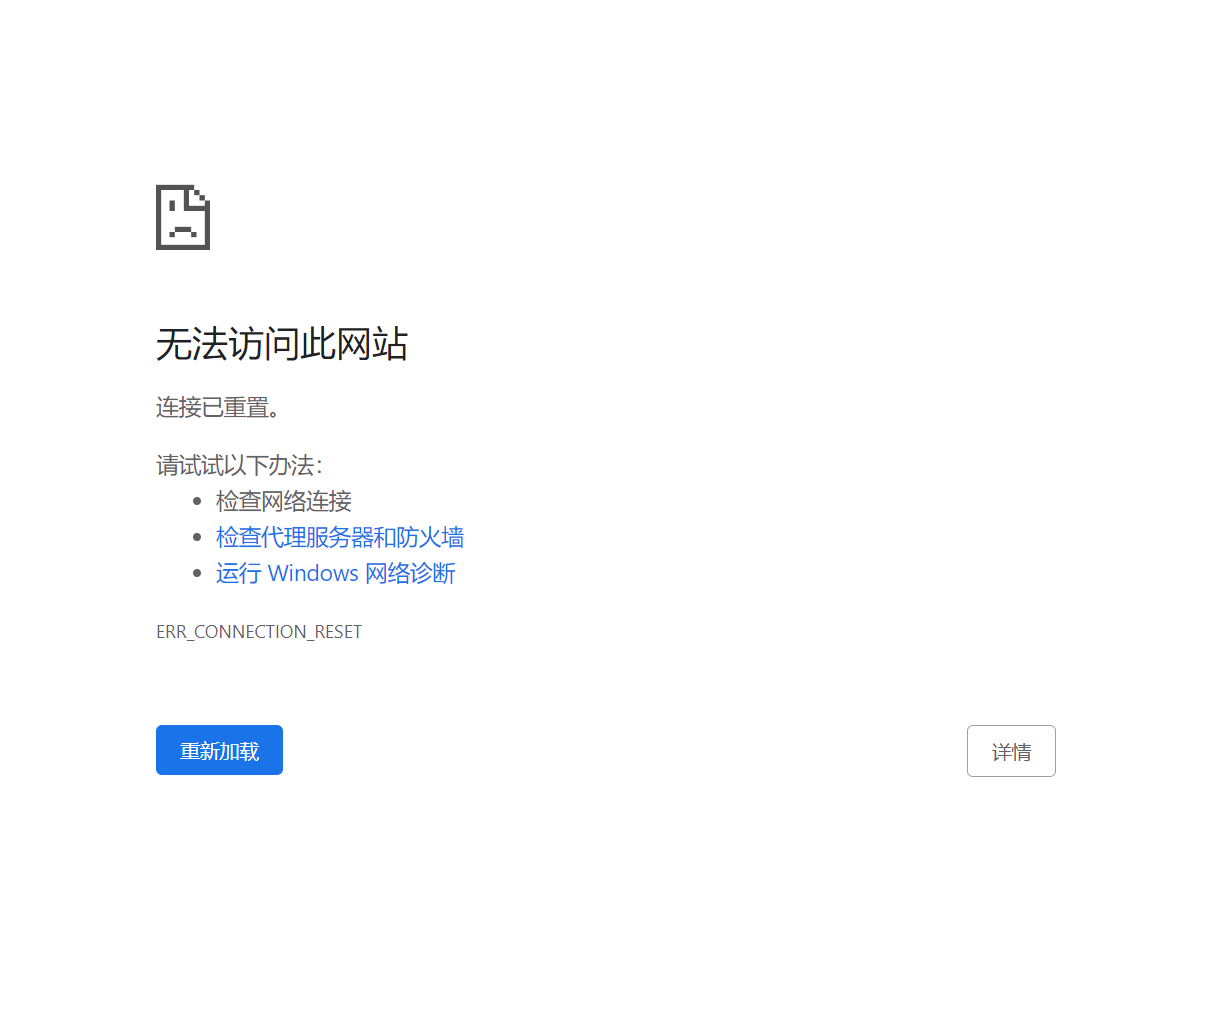 无法访问此网站
连接已重置。
请试试以下办法：
检查网络连接
检查代理服务器和防火墙
运行 Windows 网络诊断
ERR_CONNECTION_RESET
重新加载
详情